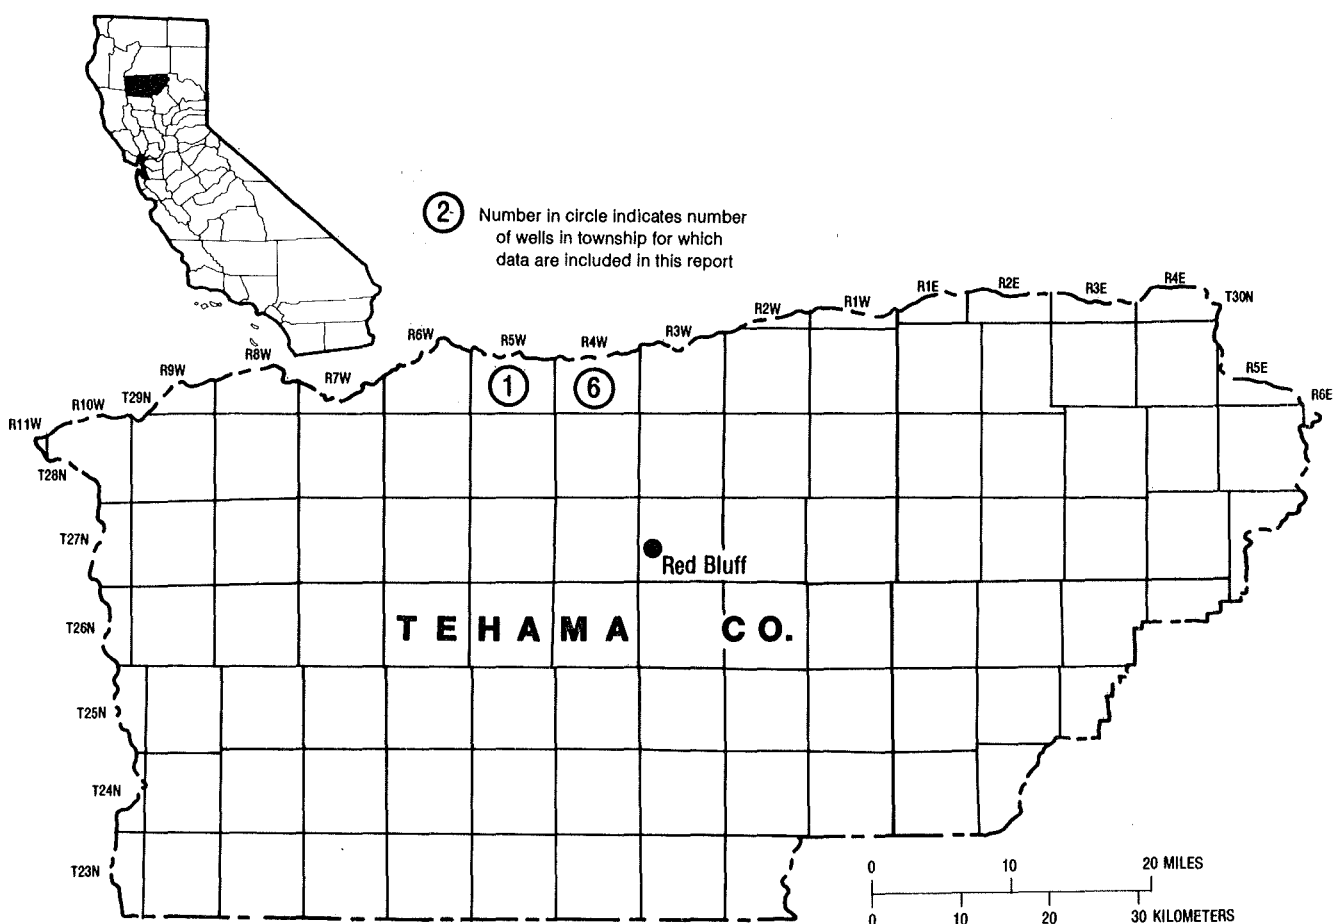 2 Number in circle indicates number
of wells in township for which
data are included in this report
R4E
R3E
R2E
R1E
T30N
R1W
R2W
R3W
R4W
R5W
R6W
R8W
R7W
R9W
R5E
R6E
T29N
R10W
R11W
1
6
T28N
T27N
Red Bluff
T26N
TEHAMA CO.
T25N
T24N
T23N
0 10 20 MILES
0 10 20 30 KILOMETERS